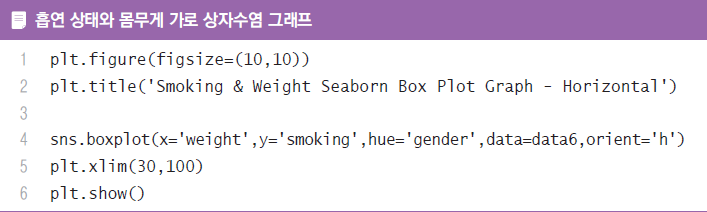 흡연 상태와 몸무게 가로 상자수염 그래프
1 plt.figure(figsize=(10,10))
2 plt.title('Smoking & Weight Seaborn Box Plot Graph - Horizontal')
3
4 sns.boxplot(x='weight',y='smoking',hue='gender',data=data6,orient='h')
5 plt.xlim(30,100)
6 plt.show()